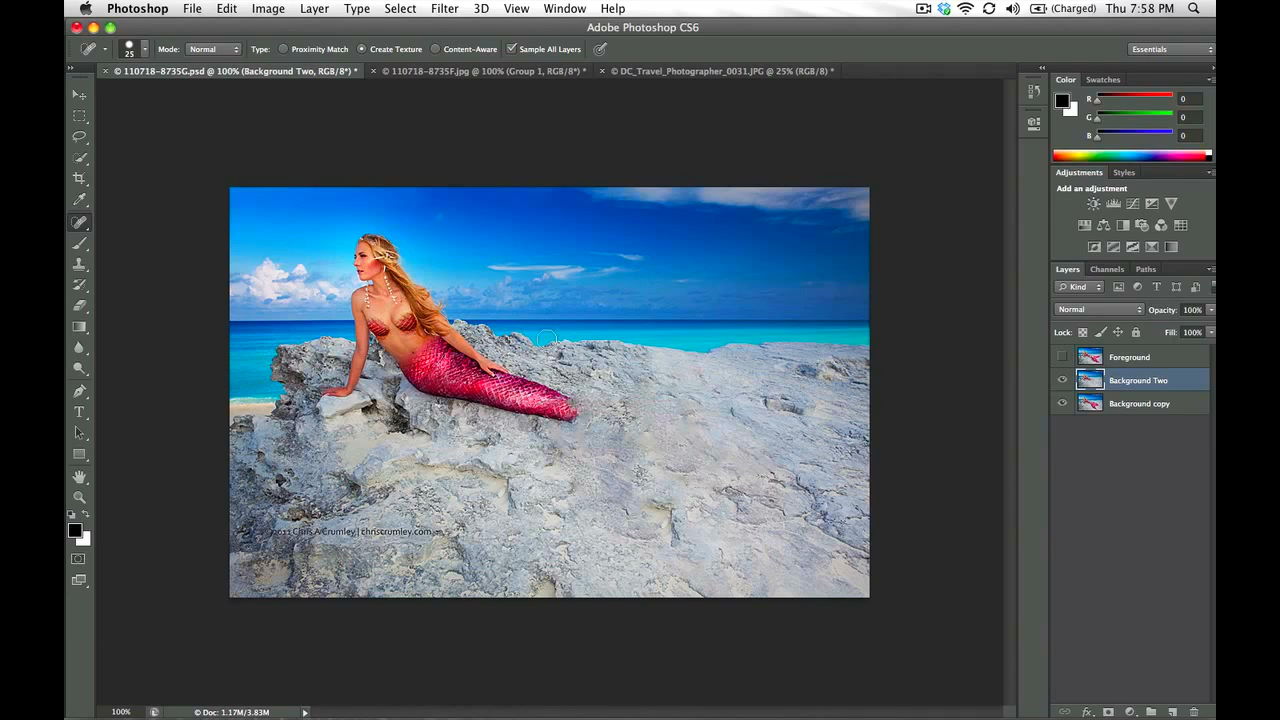 Photoshop File Edit Image Layer Type Select Filter 3D View Window Help (Charged) Thu 7:58 PM
Adobe Photoshop CS6
25 Mode: Normal Type: Proximity Match Create Texture Content-Aware Sample All Layers Essentials
© 110718-8735G.psd @ 100% (Background Two, RGB/8*) * © 110718-8735F.jpg @ 100% (Group 1, RGB/8*) * © DC_Travel_Photographer_0031.JPG @ 25% (RGB/8) *
Color Swatches
R 0
G 0
B 0
Adjustments Styles
Add an adjustment
Layers Channels Paths
Kind
Normal Opacity: 100%
Lock: Fill: 100%
Foreground
Background Two
Background copy
2011 Chris A Crumley | chriscrumley.com
100% © Doc: 1.17M/3.83M